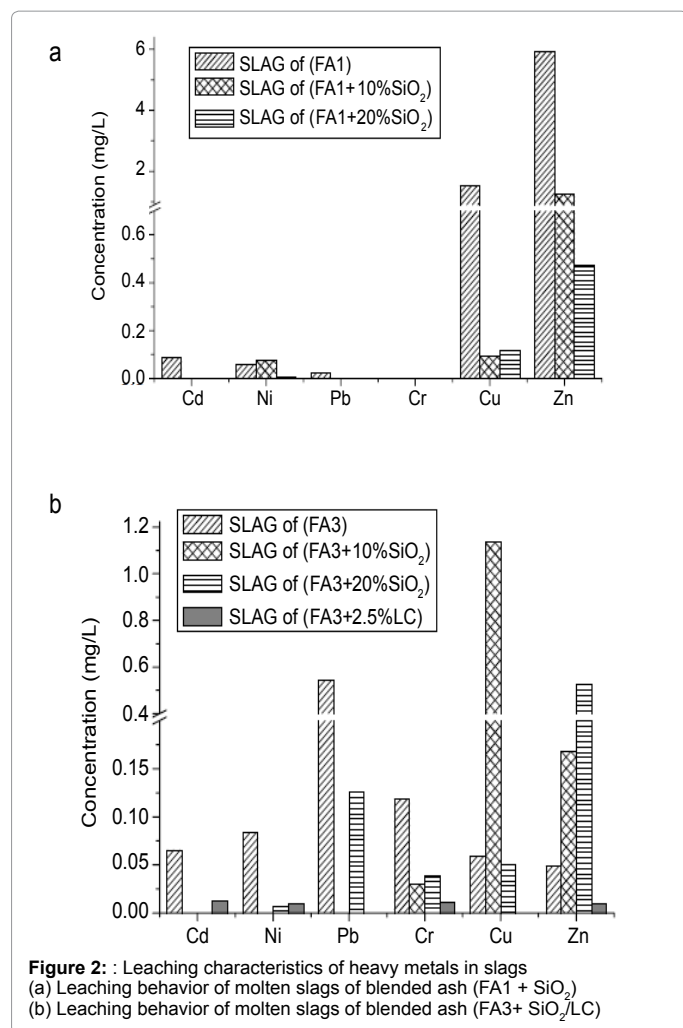 a
SLAG of (FA1)
SLAG of (FA1+10%SiO₂)
SLAG of (FA1+20%SiO₂)
Concentration (mg/L)
6
4
2
0.6
0.4
0.2
0.0
Cd Ni Pb Cr Cu Zn
b
SLAG of (FA3)
SLAG of (FA3+10%SiO₂)
SLAG of (FA3+20%SiO₂)
SLAG of (FA3+2.5%LC)
Concentration (mg/L)
1.2
1.0
0.8
0.6
0.4
0.15
0.10
0.05
0.00
Cd Ni Pb Cr Cu Zn
Figure 2: : Leaching characteristics of heavy metals in slags
(a) Leaching behavior of molten slags of blended ash (FA1 + SiO₂)
(b) Leaching behavior of molten slags of blended ash (FA3+ SiO₂/LC)